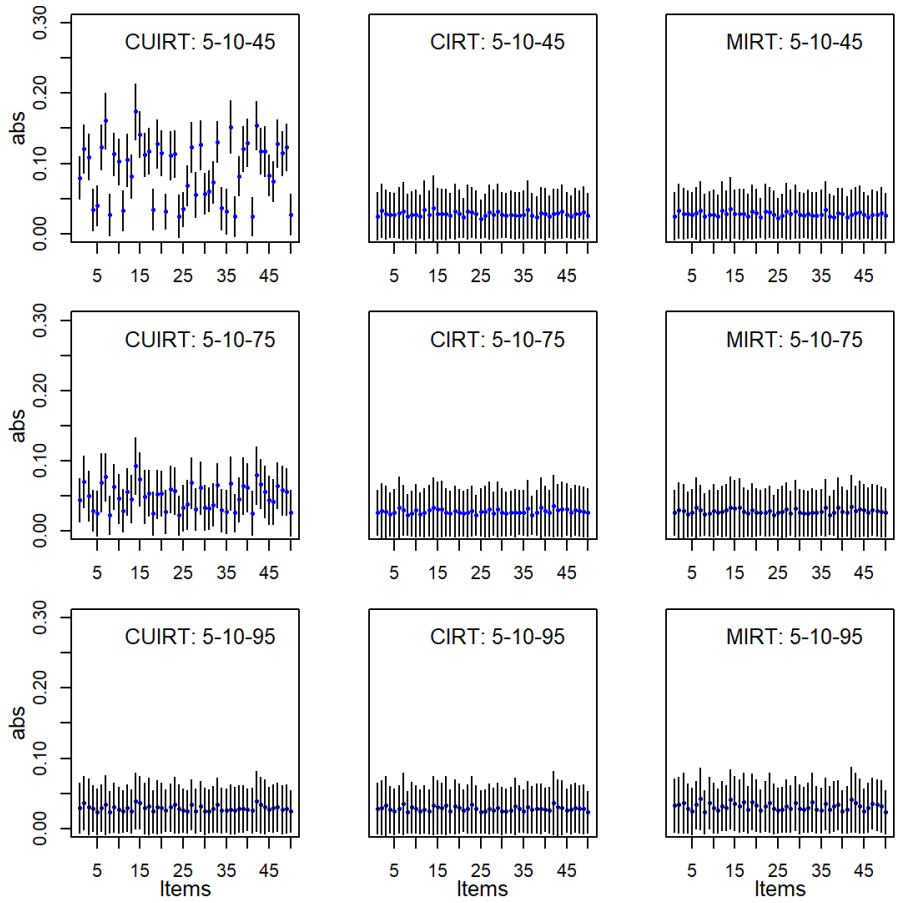 CUIRT: 5-10-45
CIRT: 5-10-45
MIRT: 5-10-45
abs
0.00 0.10 0.20 0.30
5 15 25 35 45
5 15 25 35 45
5 15 25 35 45
CUIRT: 5-10-75
CIRT: 5-10-75
MIRT: 5-10-75
abs
0.00 0.10 0.20 0.30
5 15 25 35 45
5 15 25 35 45
5 15 25 35 45
CUIRT: 5-10-95
CIRT: 5-10-95
MIRT: 5-10-95
abs
0.00 0.10 0.20 0.30
5 15 25 35 45
5 15 25 35 45
5 15 25 35 45
Items
Items
Items